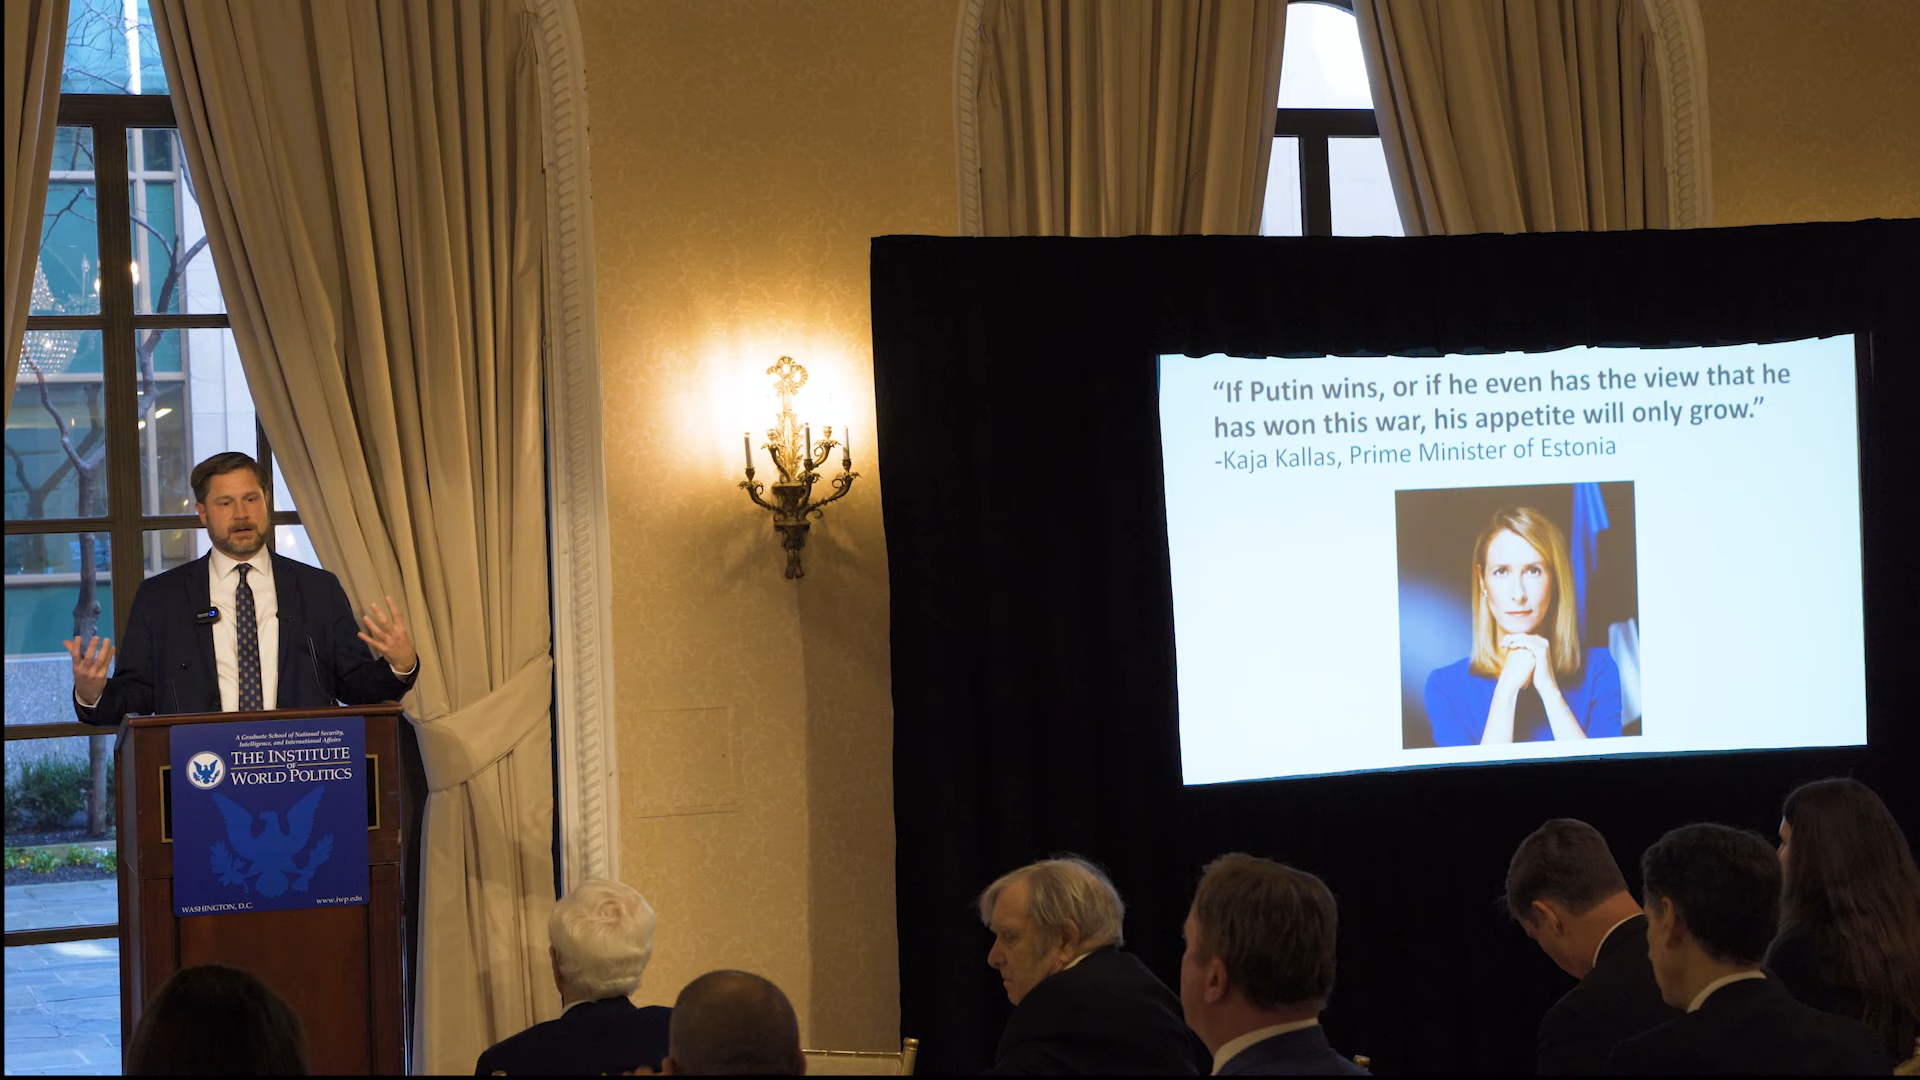 “If Putin wins, or if he even has the view that he
has won this war, his appetite will only grow.”
-Kaja Kallas, Prime Minister of Estonia
A Graduate School of National Security,
Intelligence, and International Affairs
THE INSTITUTE
OF
WORLD POLITICS
WASHINGTON, D.C.
www.iwp.edu